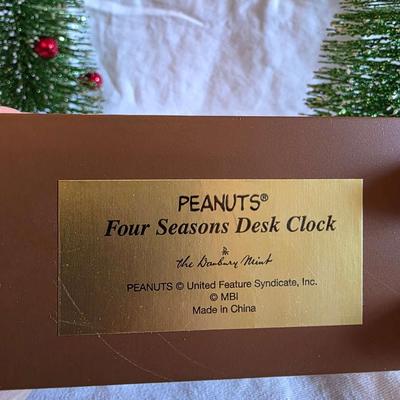 PEANUTS®
Four Seasons Desk Clock
the Danbury Mint
PEANUTS © United Feature Syndicate, Inc.
© MBI
Made in China